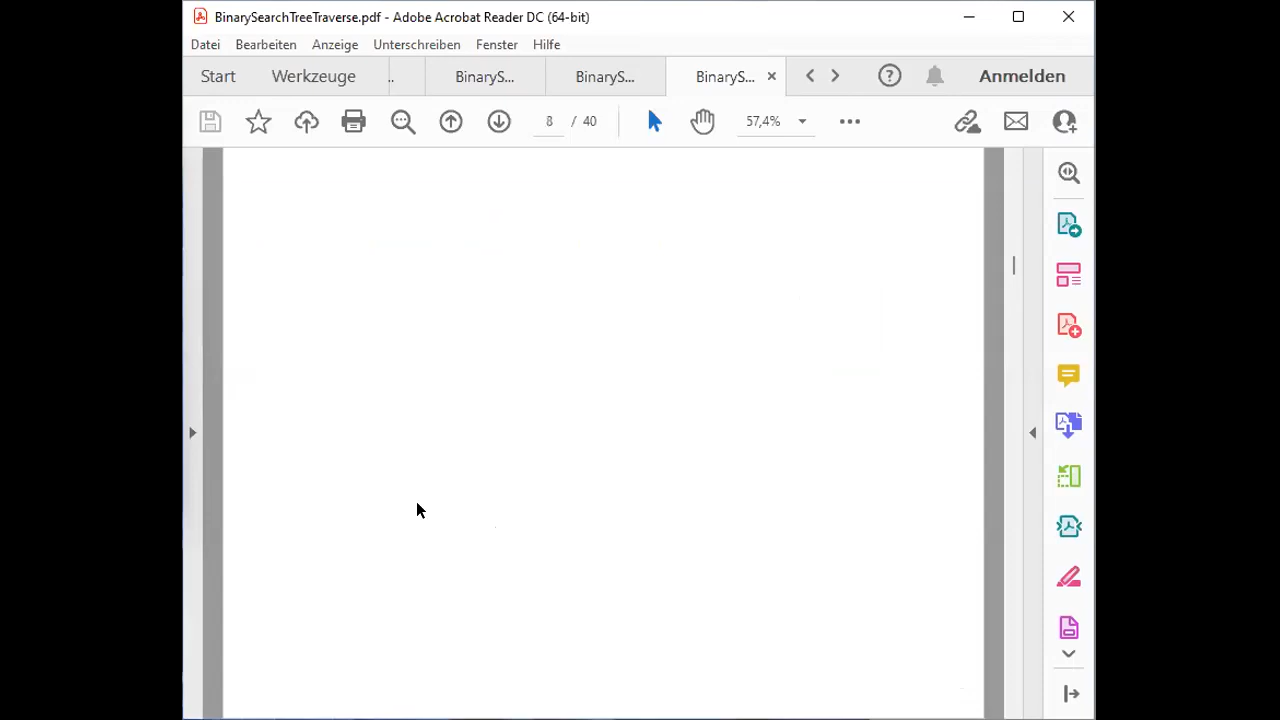 BinarySearchTreeTraverse.pdf - Adobe Acrobat Reader DC (64-bit)
Datei Bearbeiten Anzeige Unterschreiben Fenster Hilfe
Start Werkzeuge .. BinaryS... BinaryS... BinaryS... Anmelden
8 / 40 57,4%